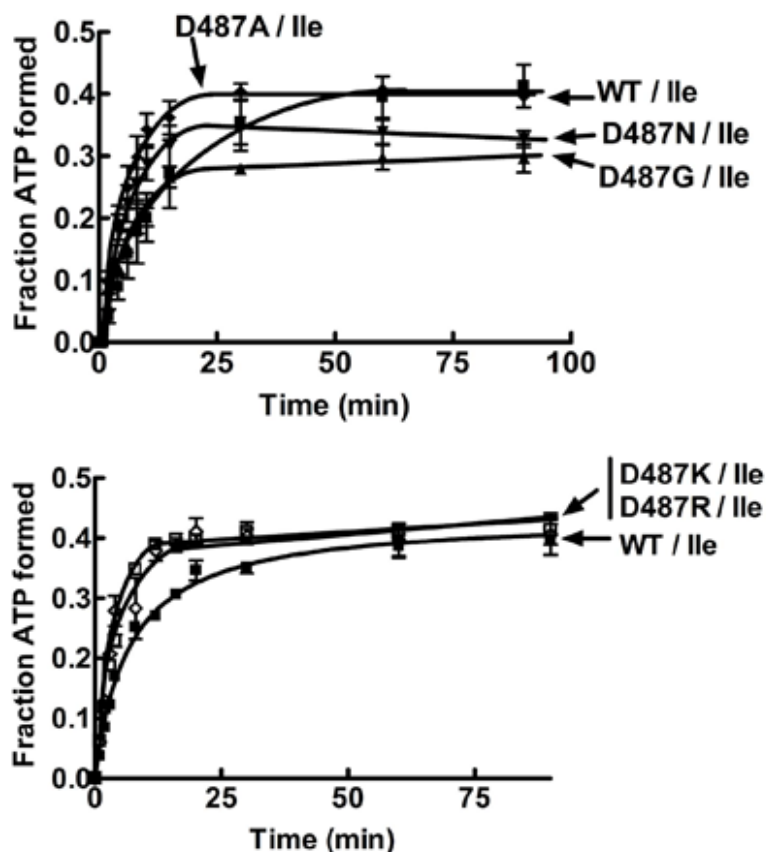 D487A / Ile
0.5
0.4
0.3
0.2
0.1
0.0
Fraction ATP formed
WT / Ile
D487N / Ile
D487G / Ile
0
25
50
75
100
Time (min)
0.5
0.4
0.3
0.2
0.1
0.0
Fraction ATP formed
D487K / Ile
D487R / Ile
WT / Ile
0
25
50
75
Time (min)